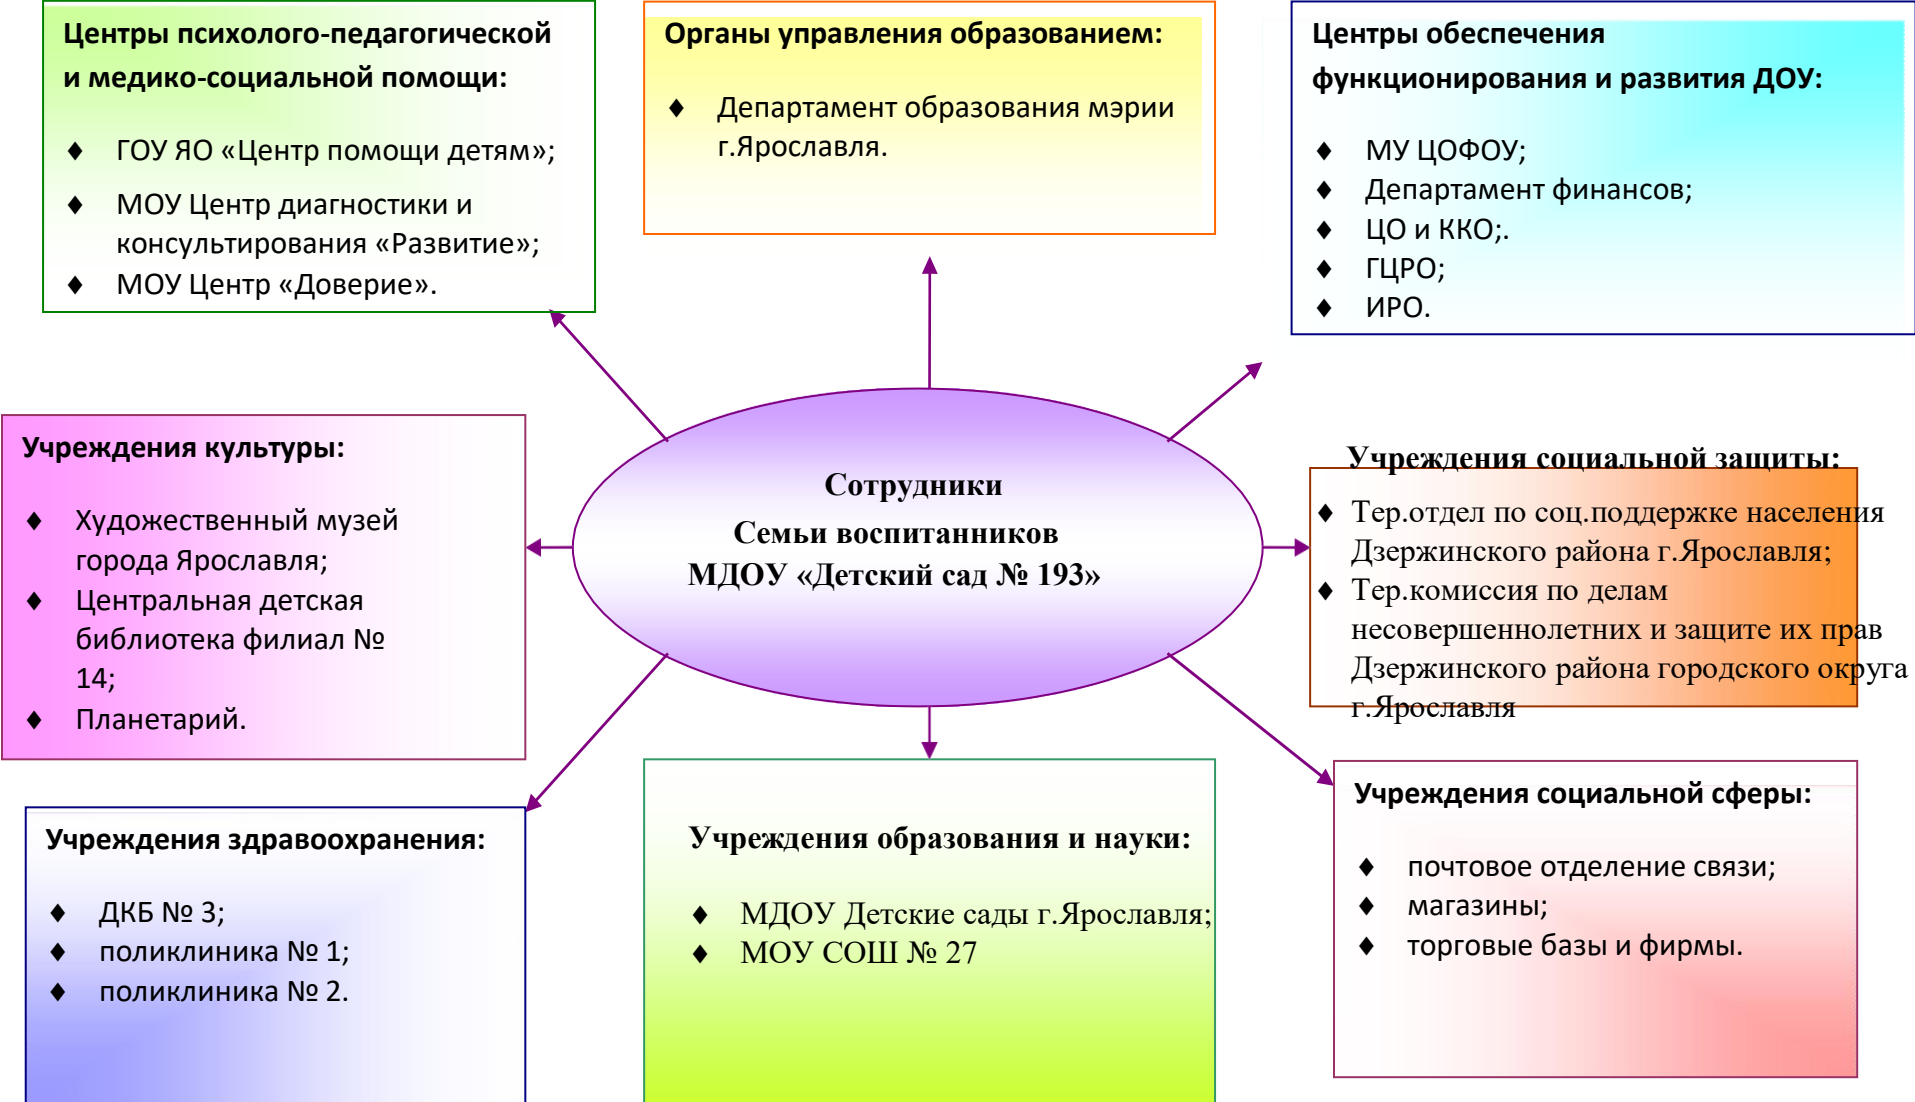 Центры психолого-педагогической
и медико-социальной помощи:
♦ ГОУ ЯО «Центр помощи детям»;
♦ МОУ Центр диагностики и
консультирования «Развитие»;
♦ МОУ Центр «Доверие».
Органы управления образованием:
♦ Департамент образования мэрии
г.Ярославля.
Центры обеспечения
функционирования и развития ДОУ:
♦ МУ ЦОФОУ;
♦ Департамент финансов;
♦ ЦО и ККО;.
♦ ГЦРО;
♦ ИРО.
Учреждения культуры:
♦ Художественный музей
города Ярославля;
♦ Центральная детская
библиотека филиал №
14;
♦ Планетарий.
Сотрудники
Семьи воспитанников
МДОУ «Детский сад № 193»
Учреждения социальной защиты:
♦ Тер.отдел по соц.поддержке населения
Дзержинского района г.Ярославля;
♦ Тер.комиссия по делам
несовершеннолетних и защите их прав
Дзержинского района городского округа
г.Ярославля
Учреждения здравоохранения:
♦ ДКБ № 3;
♦ поликлиника № 1;
♦ поликлиника № 2.
Учреждения образования и науки:
♦ МДОУ Детские сады г.Ярославля;
♦ МОУ СОШ № 27
Учреждения социальной сферы:
♦ почтовое отделение связи;
♦ магазины;
♦ торговые базы и фирмы.